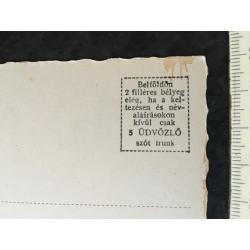 Belföldön
2 filléres bélyeg
elég, ha a kel-
tezésen és név-
aláírásokon
kívül csak
5 ÜDVÖZLŐ
szót írunk